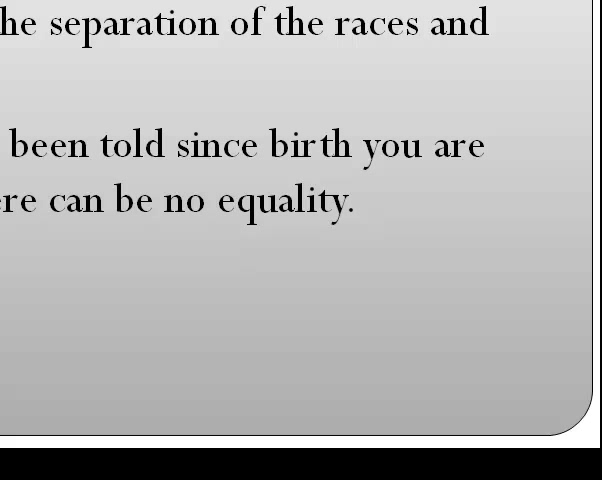 he separation of the races and
been told since birth you are
ere can be no equality.